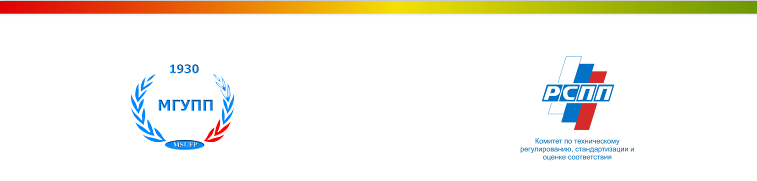 1930
МГУПП
MSUFP
РСПП
Комитет по техническому
регулированию, стандартизации и
оценке соответствия